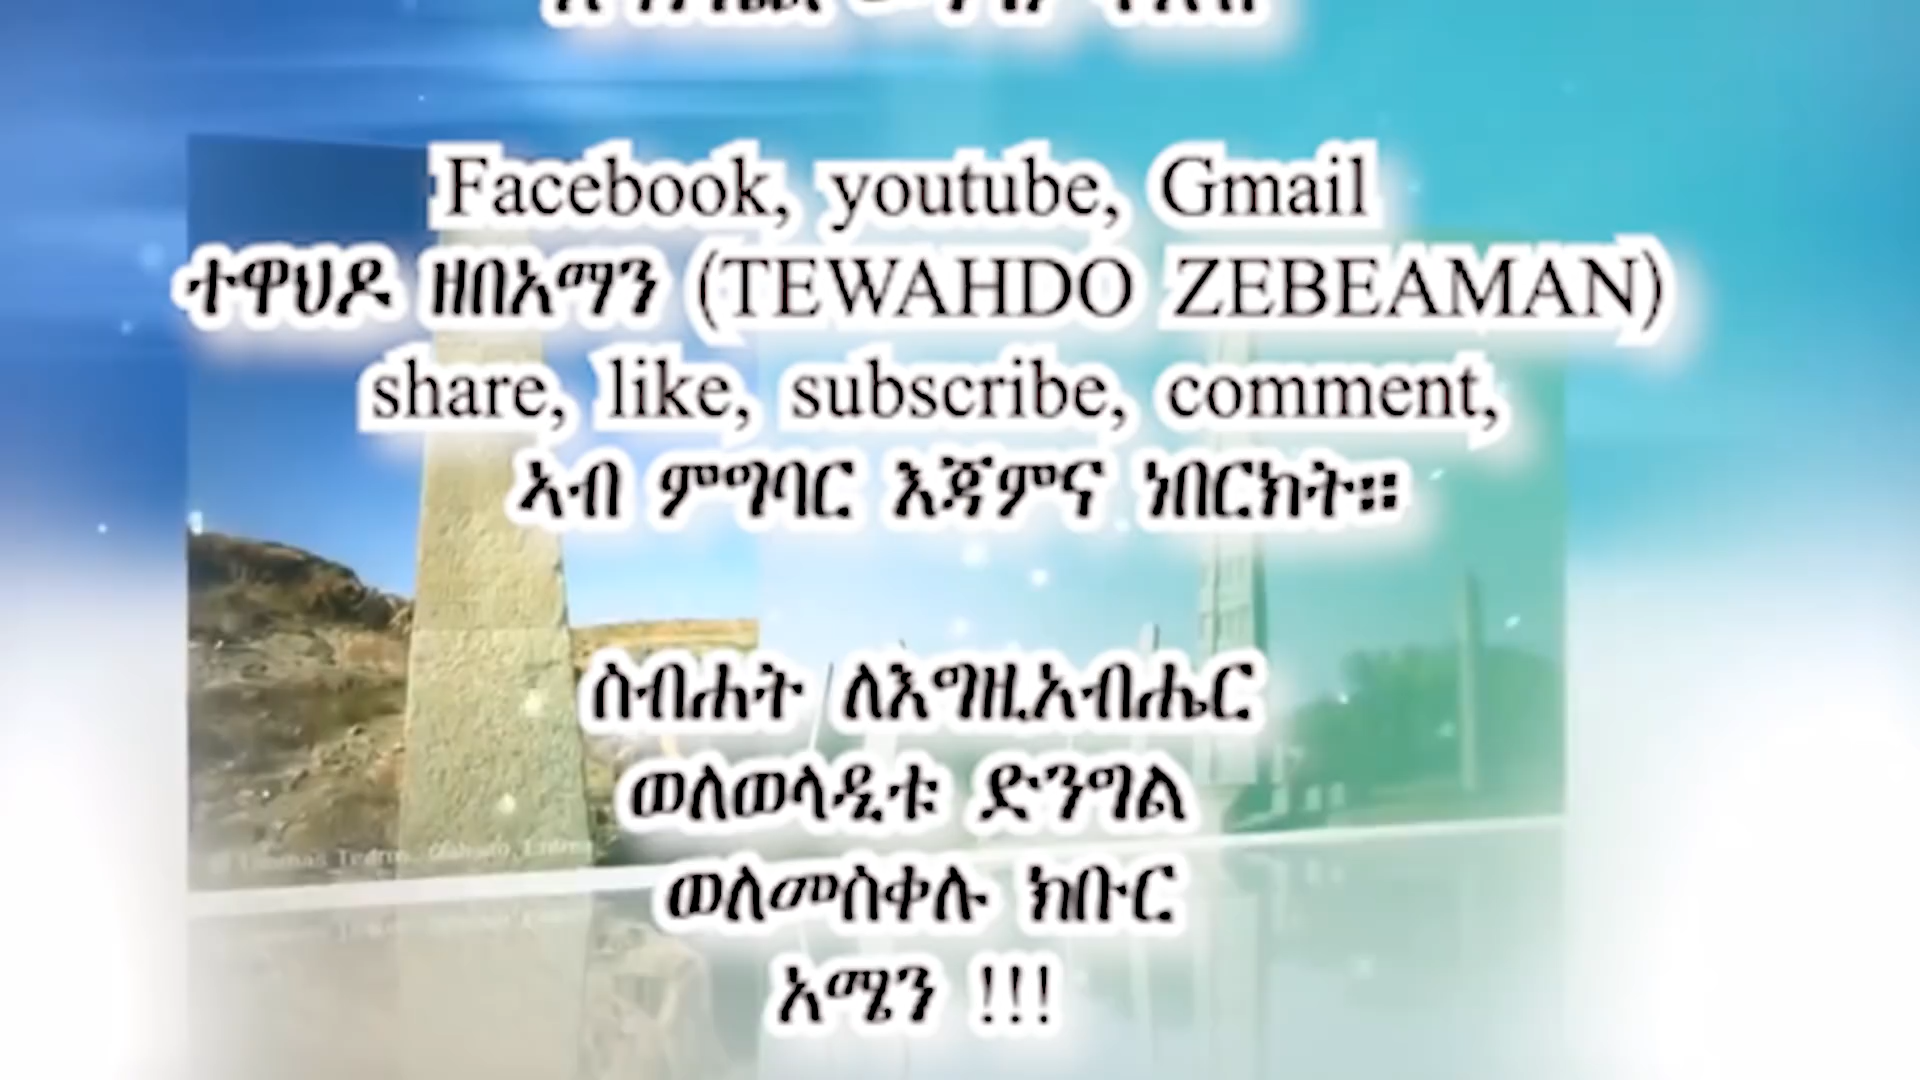 Facebook, youtube, Gmail
ተዋህዶ ዘበአማን (TEWAHDO ZEBEAMAN)
share, like, subscribe, comment,
ኣብ ምግባር እጃምና ነበርክት።
ስብሐት ለእግዚአብሔር
ወለወላዲቱ ድንግል
ወለመስቀሉ ክቡር
አሜን !!!